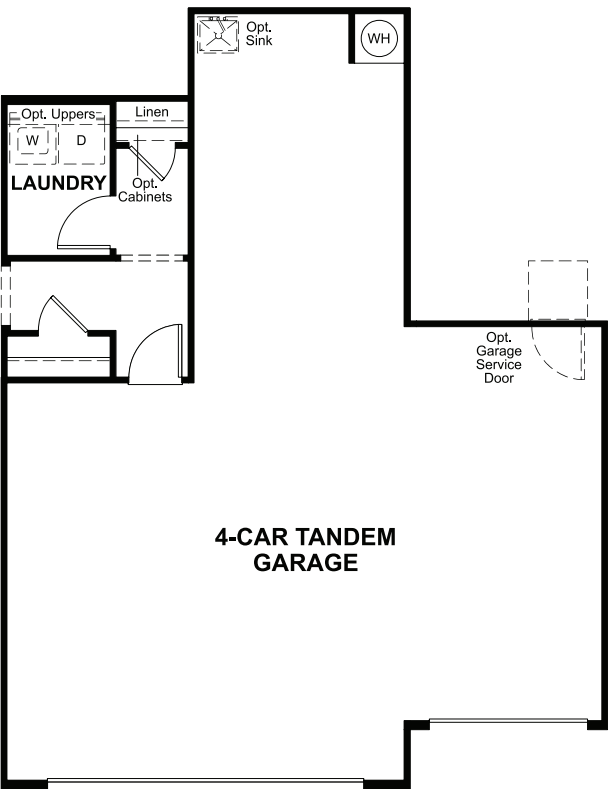 Opt.
Sink
WH
Opt. Uppers
Linen
W
D
LAUNDRY
Opt.
Cabinets
Opt.
Garage
Service
Door
4-CAR TANDEM
GARAGE